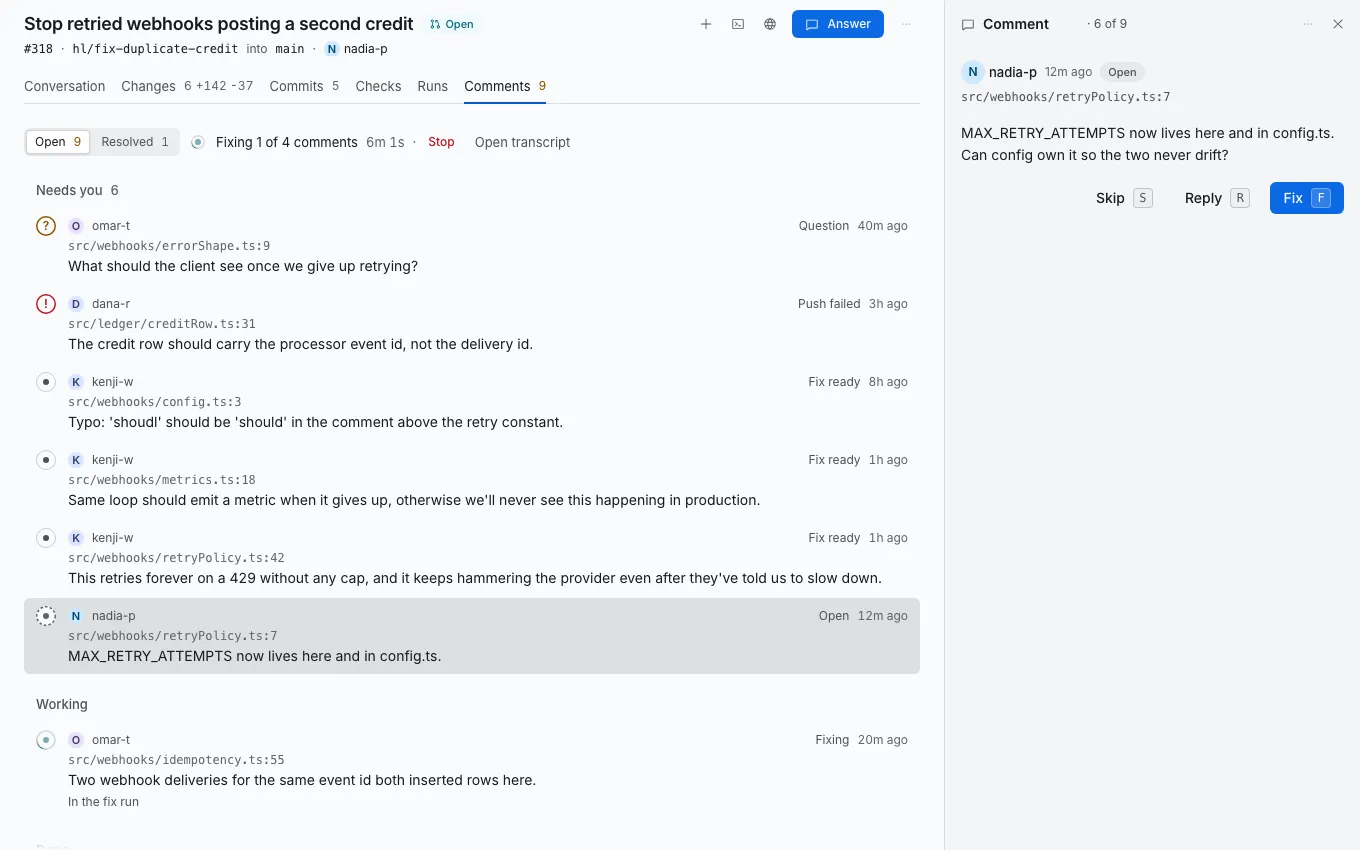 Stop retried webhooks posting a second credit Open
Answer
#318 · hl/fix-duplicate-credit into main · N nadia-p
Conversation Changes 6 +142 -37 Commits 5 Checks Runs Comments 9
Open 9 Resolved 1 Fixing 1 of 4 comments 6m 1s · Stop Open transcript
Needs you 6
? O omar-t Question 40m ago
src/webhooks/errorShape.ts:9
What should the client see once we give up retrying?
! D dana-r Push failed 3h ago
src/ledger/creditRow.ts:31
The credit row should carry the processor event id, not the delivery id.
K kenji-w Fix ready 8h ago
src/webhooks/config.ts:3
Typo: 'shoudl' should be 'should' in the comment above the retry constant.
K kenji-w Fix ready 1h ago
src/webhooks/metrics.ts:18
Same loop should emit a metric when it gives up, otherwise we'll never see this happening in production.
K kenji-w Fix ready 1h ago
src/webhooks/retryPolicy.ts:42
This retries forever on a 429 without any cap, and it keeps hammering the provider even after they've told us to slow down.
N nadia-p Open 12m ago
src/webhooks/retryPolicy.ts:7
MAX_RETRY_ATTEMPTS now lives here and in config.ts.
Working
O omar-t Fixing 20m ago
src/webhooks/idempotency.ts:55
Two webhook deliveries for the same event id both inserted rows here.
In the fix run
Comment · 6 of 9
N nadia-p 12m ago Open
src/webhooks/retryPolicy.ts:7
MAX_RETRY_ATTEMPTS now lives here and in config.ts.
Can config own it so the two never drift?
Skip S Reply R Fix F